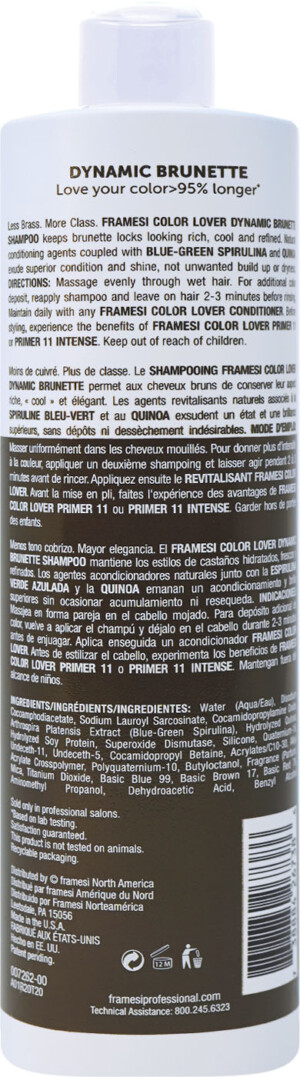 DYNAMIC BRUNETTE
Love your color>95% longer*
Less Brass. More Class. FRAMESI COLOR LOVER DYNAMIC BRUNETTE
SHAMPOO keeps brunette locks looking rich, cool and refined. Natural
conditioning agents coupled with BLUE-GREEN SPIRULINA and QUINOA
exude superior condition and shine, not unwanted build up or dryness.
DIRECTIONS: Massage evenly through wet hair. For additional color
deposit, reapply shampoo and leave on hair 2-3 minutes before rinsing.
Maintain daily with any FRAMESI COLOR LOVER CONDITIONER. Before
styling, experience the benefits of FRAMESI COLOR LOVER PRIMER 11
or PRIMER 11 INTENSE. Keep out of reach of children.
Moins de cuivré. Plus de classe. Le SHAMPOOING FRAMESI COLOR LOVER
DYNAMIC BRUNETTE permet aux cheveux bruns de conserver leur aspect
riche, « cool » et élégant. Les agents revitalisants naturels associés à
SPIRULINE BLEU-VERT et au QUINOA exsudent un état et une brillance
supérieurs, sans dépôts ni dessèchement indésirables. MODE D'EMPLOI
Masser uniformément dans les cheveux mouillés. Pour donner plus d'intensité
à la couleur, appliquer un deuxième shampoing et laisser agir pendant 2 à
minutes avant de rincer. Appliquez ensuite le REVITALISANT FRAMESI COLOR
LOVER. Avant la mise en pli, faites l'expérience des avantages de FRAMESI
COLOR LOVER PRIMER 11 ou PRIMER 11 INTENSE. Garder hors de portée
des enfants.
Menos tono cobrizo. Mayor elegancia. El FRAMESI COLOR LOVER DYNAMIC
BRUNETTE SHAMPOO mantiene los estilos de castaños hidratados, frescos
refinados. Los agentes acondicionadores naturales junto con la ESPIRULINA
VERDE AZULADA y la QUINOA emanan un acondicionamiento y brillo
superiores sin ocasionar acumulamiento ni resequedad. INDICACIONES
Masajea en forma pareja en el cabello mojado. Para depósito adicional de
color, vuelve a aplicar el champú y déjalo en el cabello durante 2-3 minutos
antes de enjuagar. Aplica enseguida un acondicionador FRAMESI COLOR
LOVER. Antes de estilizar el cabello, experimenta los beneficios de FRAMESI
COLOR LOVER PRIMER 11 o PRIMER 11 INTENSE. Mantengan fuera del
alcance de niños.
INGREDIENTS/INGRÉDIENTS/INGREDIENTES: Water (Aqua/Eau), Disodium
Cocoamphodiacetate, Sodium Lauroyl Sarcosinate, Cocamidopropylamine Oxide
Arthrospira Platensis Extract (Blue-Green Spirulina), Hydrolyzed Quinoa
Hydrolyzed Soy Protein, Superoxide Dismutase, Silicone, Quaternium-
Undeceth-11, Undeceth-5, Cocamidopropyl Betaine, Acrylates/C10-30
Acrylate Crosspolymer, Polyquaternium-10, Butyloctanol, Fragrance
Mica, Titanium Dioxide, Basic Blue 99, Basic Brown 17, Basic Red
Aminomethyl Propanol, Dehydroacetic Acid, Benzyl Alcohol
Sold only in professional salons.
*Based on lab testing.
Satisfaction guaranteed.
This product is not tested on animals.
Recyclable packaging.
Distributed by © framesi North America
Distribué par framesi Amérique du Nord
Distribuido por framesi Norteamérica
Leetsdale, PA 15056
Made in the U.S.A.
FABRIQUÉ AUX ÉTATS-UNIS
Hecho en EE. UU.
Patent pending.
007262-00
A01R20T20
12 M
framesiprofessional.com
Technical Assistance: 800.245.6323